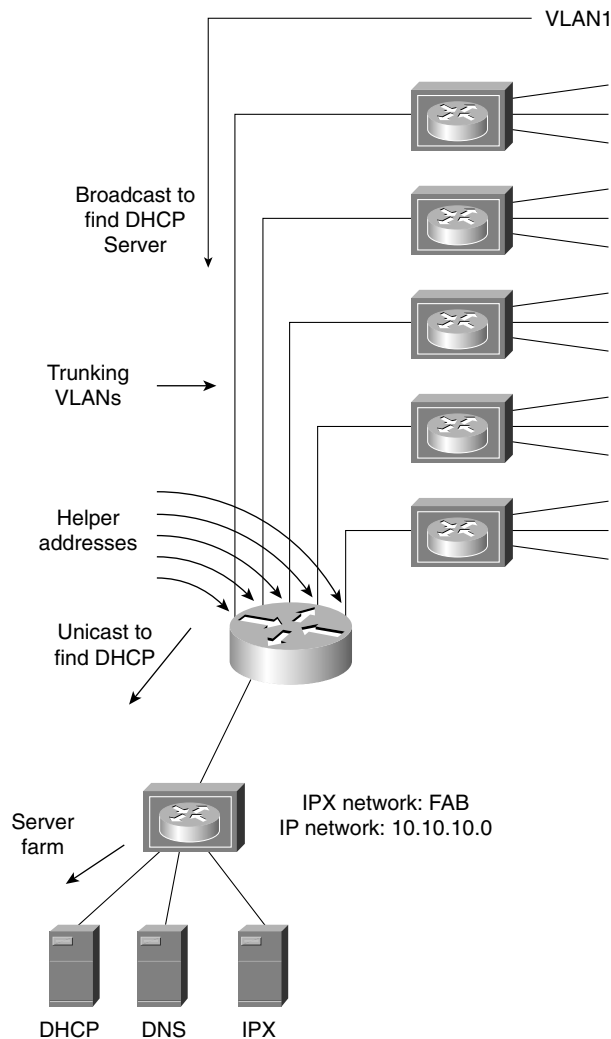 VLAN1
Broadcast to
find DHCP
Server
Trunking
VLANs
Helper
addresses
Unicast to
find DHCP
IPX network: FAB
IP network: 10.10.10.0
Server
farm
DHCP
DNS
IPX